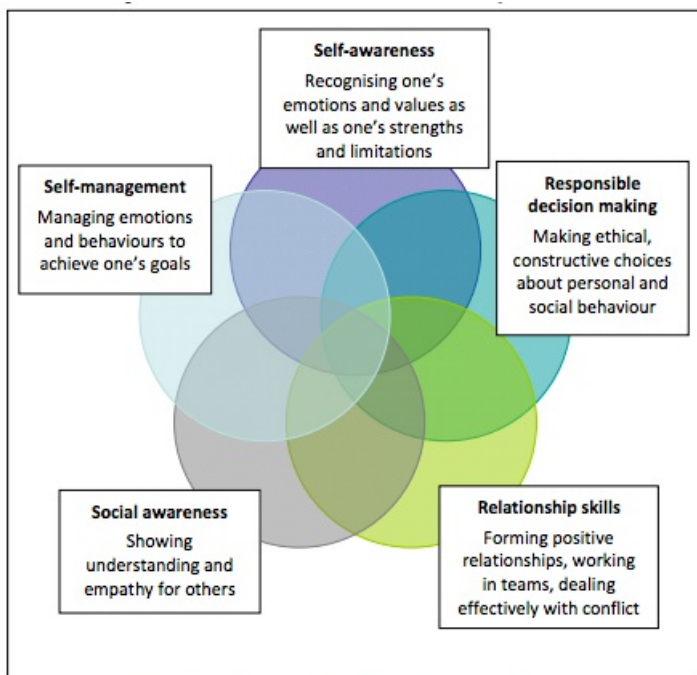 Self-awareness
Recognising one's
emotions and values as
well as one's strengths
and limitations
Self-management
Managing emotions
and behaviours to
achieve one's goals
Responsible
decision making
Making ethical,
constructive choices
about personal and
social behaviour
Social awareness
Showing
understanding and
empathy for others
Relationship skills
Forming positive
relationships, working
in teams, dealing
effectively with conflict